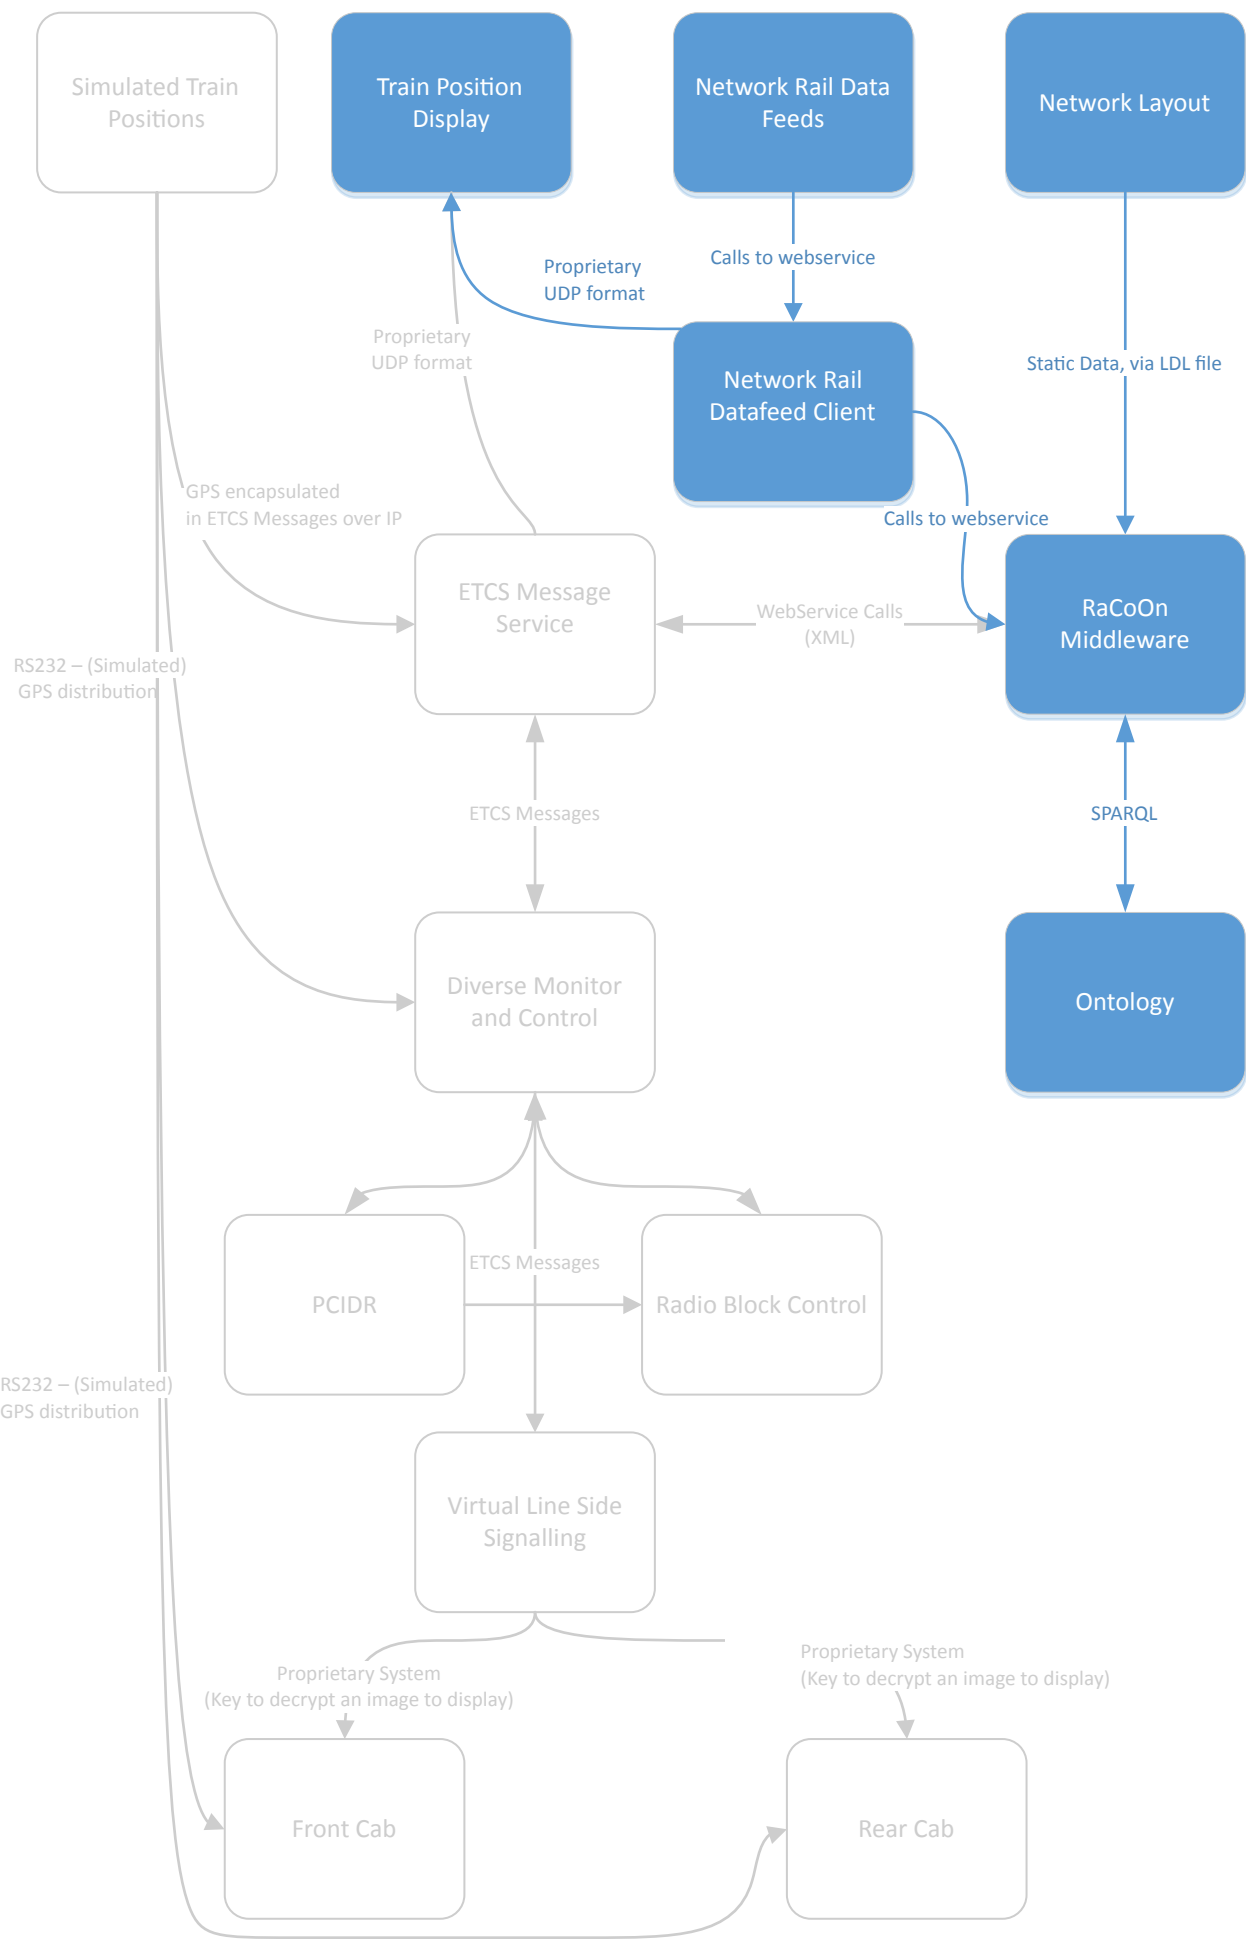 Simulated Train
Positions
Train Position
Display
Network Rail Data
Feeds
Network Layout
Proprietary
UDP format
Calls to webservice
Proprietary
UDP format
Static Data, via LDL file
Network Rail
Datafeed Client
GPS encapsulated
in ETCS Messages over IP
Calls to webservice
ETCS Message
Service
WebService Calls
(XML)
RaCoOn
Middleware
RS232 – (Simulated)
GPS distribution
ETCS Messages
SPARQL
Diverse Monitor
and Control
Ontology
ETCS Messages
PCIDR
Radio Block Control
RS232 – (Simulated)
GPS distribution
Virtual Line Side
Signalling
Proprietary System
(Key to decrypt an image to display)
Proprietary System
(Key to decrypt an image to display)
Front Cab
Rear Cab